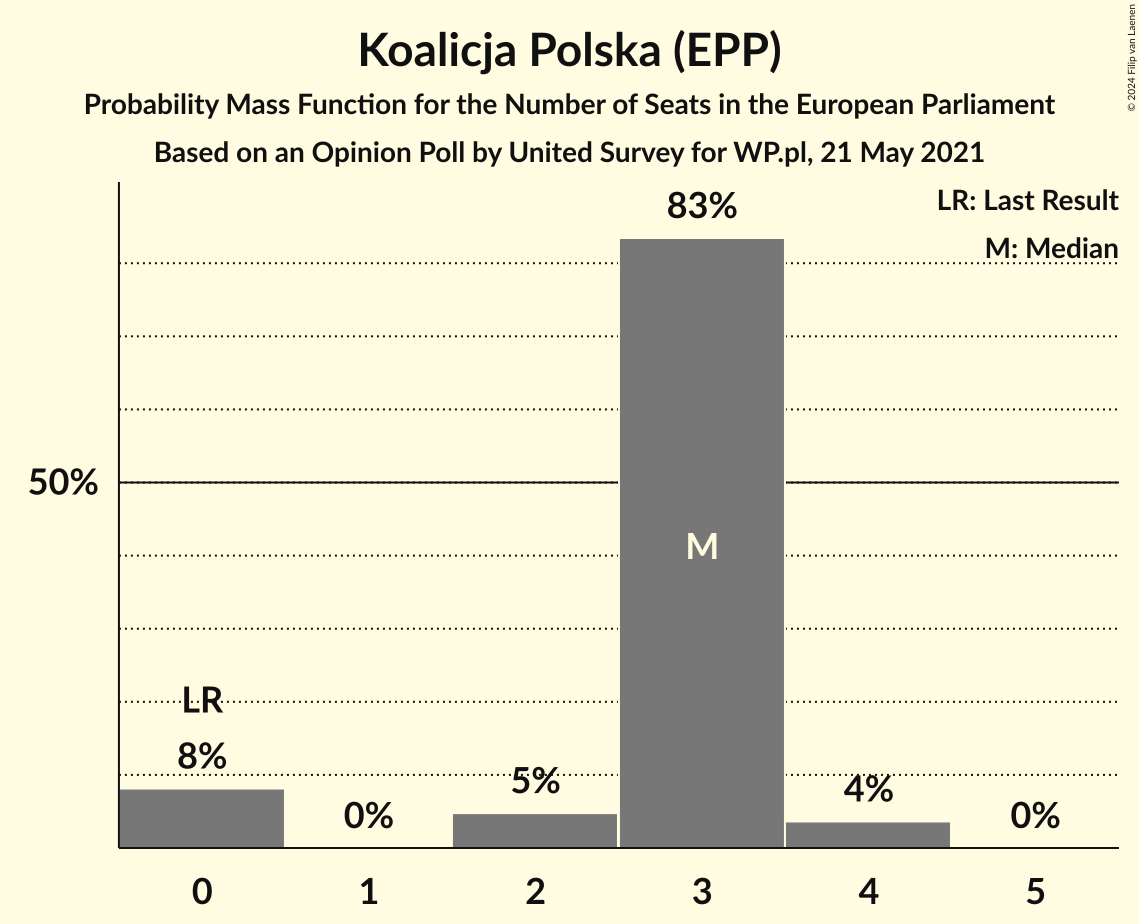 Koalicja Polska (EPP)
Probability Mass Function for the Number of Seats in the European Parliament
Based on an Opinion Poll by United Survey for WP.pl, 21 May 2021
© 2024 Filip van Laenen
LR: Last Result
M: Median
83%
50%
M
LR
8%
0%
5%
4%
0%
0 1 2 3 4 5